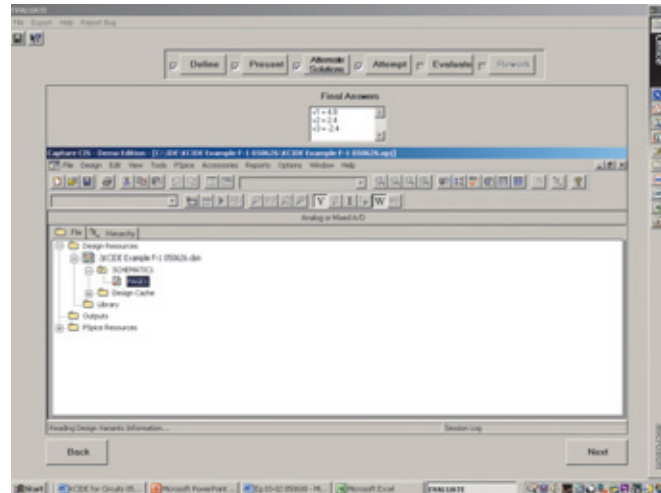 EVALUATE
File Export Help Report Bug
Define Present Alternate Solutions Attempt Evaluate Rework
Final Answers
v1 = 4.8
v2 = 2.4
v3 = -2.4
Capture CIS - Demo Edition
File Design Edit View Tools PSpice Accessories Reports Options Window Help
V I W
Analog or Mixed A/D
File Hierarchy
Design Resources
SCHEMATIC1
PAGE1
Design Cache
Library
Outputs
PSpice Resources
Reading Design Variants Information...
Session Log
Back Next
Start Microsoft PowerPoint ... Microsoft Excel EVALUATE